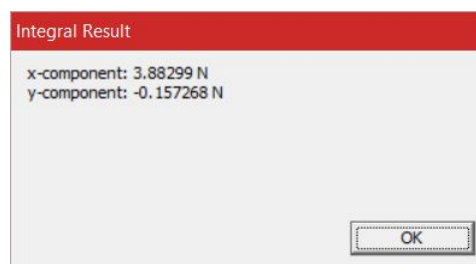 Integral Result
x-component: 3.88299 N
y-component: -0.157268 N
OK